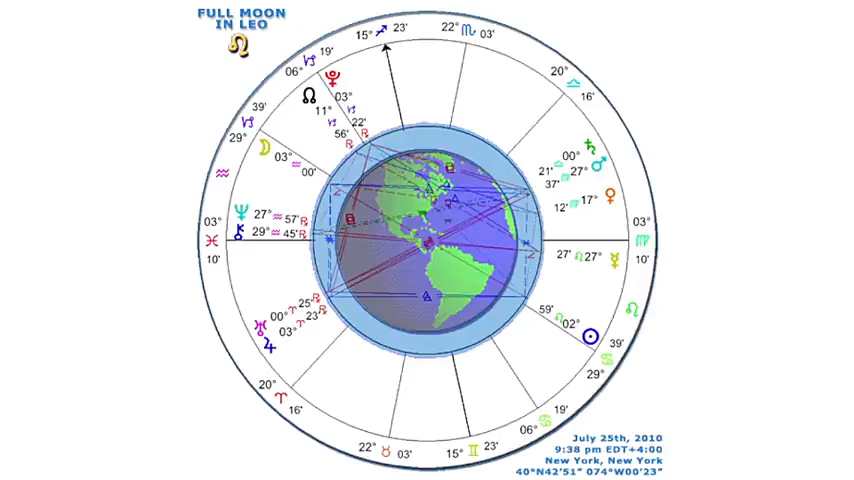 FULL MOON
IN LEO
♌
15° ♐ 23'
22° ♏ 03'
20° ♎ 16'
06° ♑ 19'
♇ 03° ♑ 22' ℞
☊ 11° ♑ 56' ℞
39' ♑ 29°
☽ 03° ♒ 00'
♒
♆ 27° ♒ 57' ℞
⚷ 29° ♒ 45' ℞
03° ♓ 10'
♄ 00° ♎ 21'
♂ 27° ♍ 37'
♀ 17° ♍ 12'
03° ♍ 10'
27' ♌ 27° ☿
♌
59' ♌ 02° ☉
♅ 00° ♈ 25' ℞
♃ 03° ♈ 23' ℞
39' ♋ 29°
20° ♈ 16'
06° ♋ 19'
22° ♉ 03'
15° ♊ 23'
July 25th, 2010
9:38 pm EDT+4:00
New York, New York
40°N42'51" 074°W00'23"